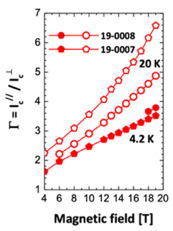 7
19-0008
19-0007
6
20 K
5
Γ = I_c^{//} / I_c^⊥
4
3
4.2 K
2
1
4 6 8 10 12 14 16 18 20
Magnetic field [T]